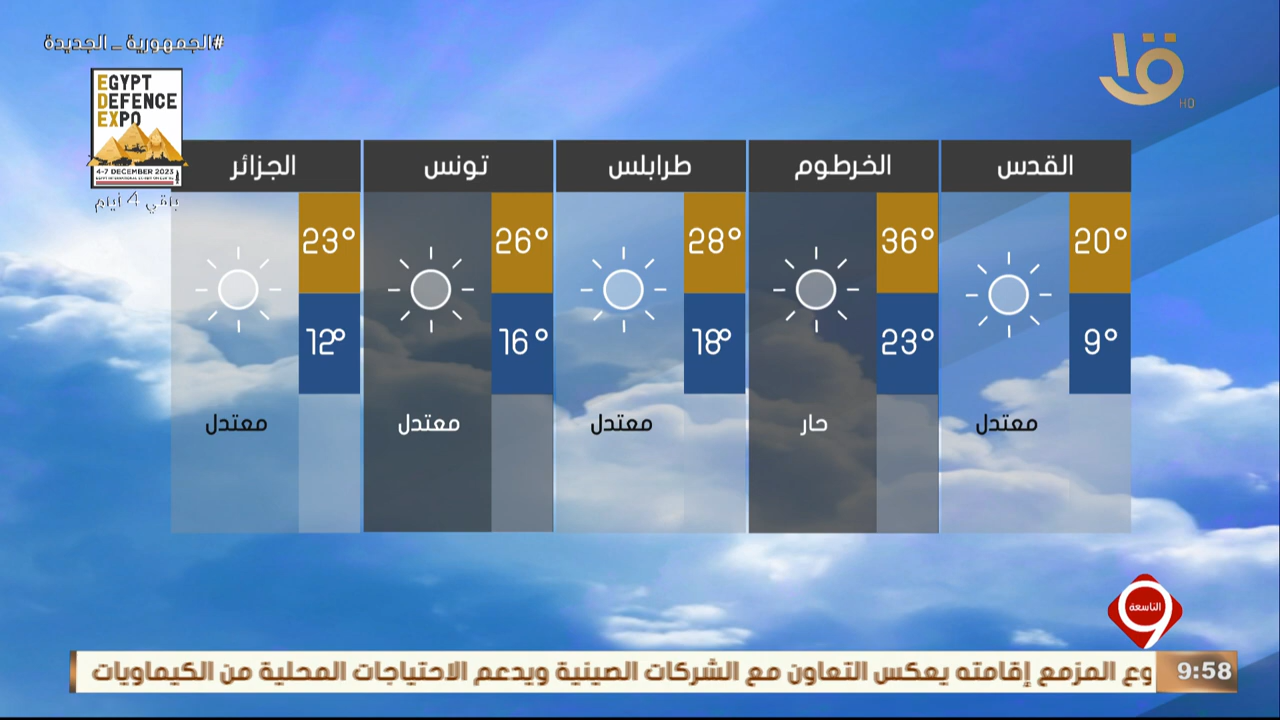 #الجمهورية_الجديدة
EGYPT
DEFENCE
EXPO
4-7 DECEMBER 2023
باقي 4 أيام
HD
القدس
20°
9°
معتدل
الخرطوم
36°
23°
حار
طرابلس
28°
18°
معتدل
تونس
26°
16°
معتدل
الجزائر
23°
12°
معتدل
التاسعة
9
9:58
وع المزمع إقامته يعكس التعاون مع الشركات الصينية ويدعم الاحتياجات المحلية من الكيماويات